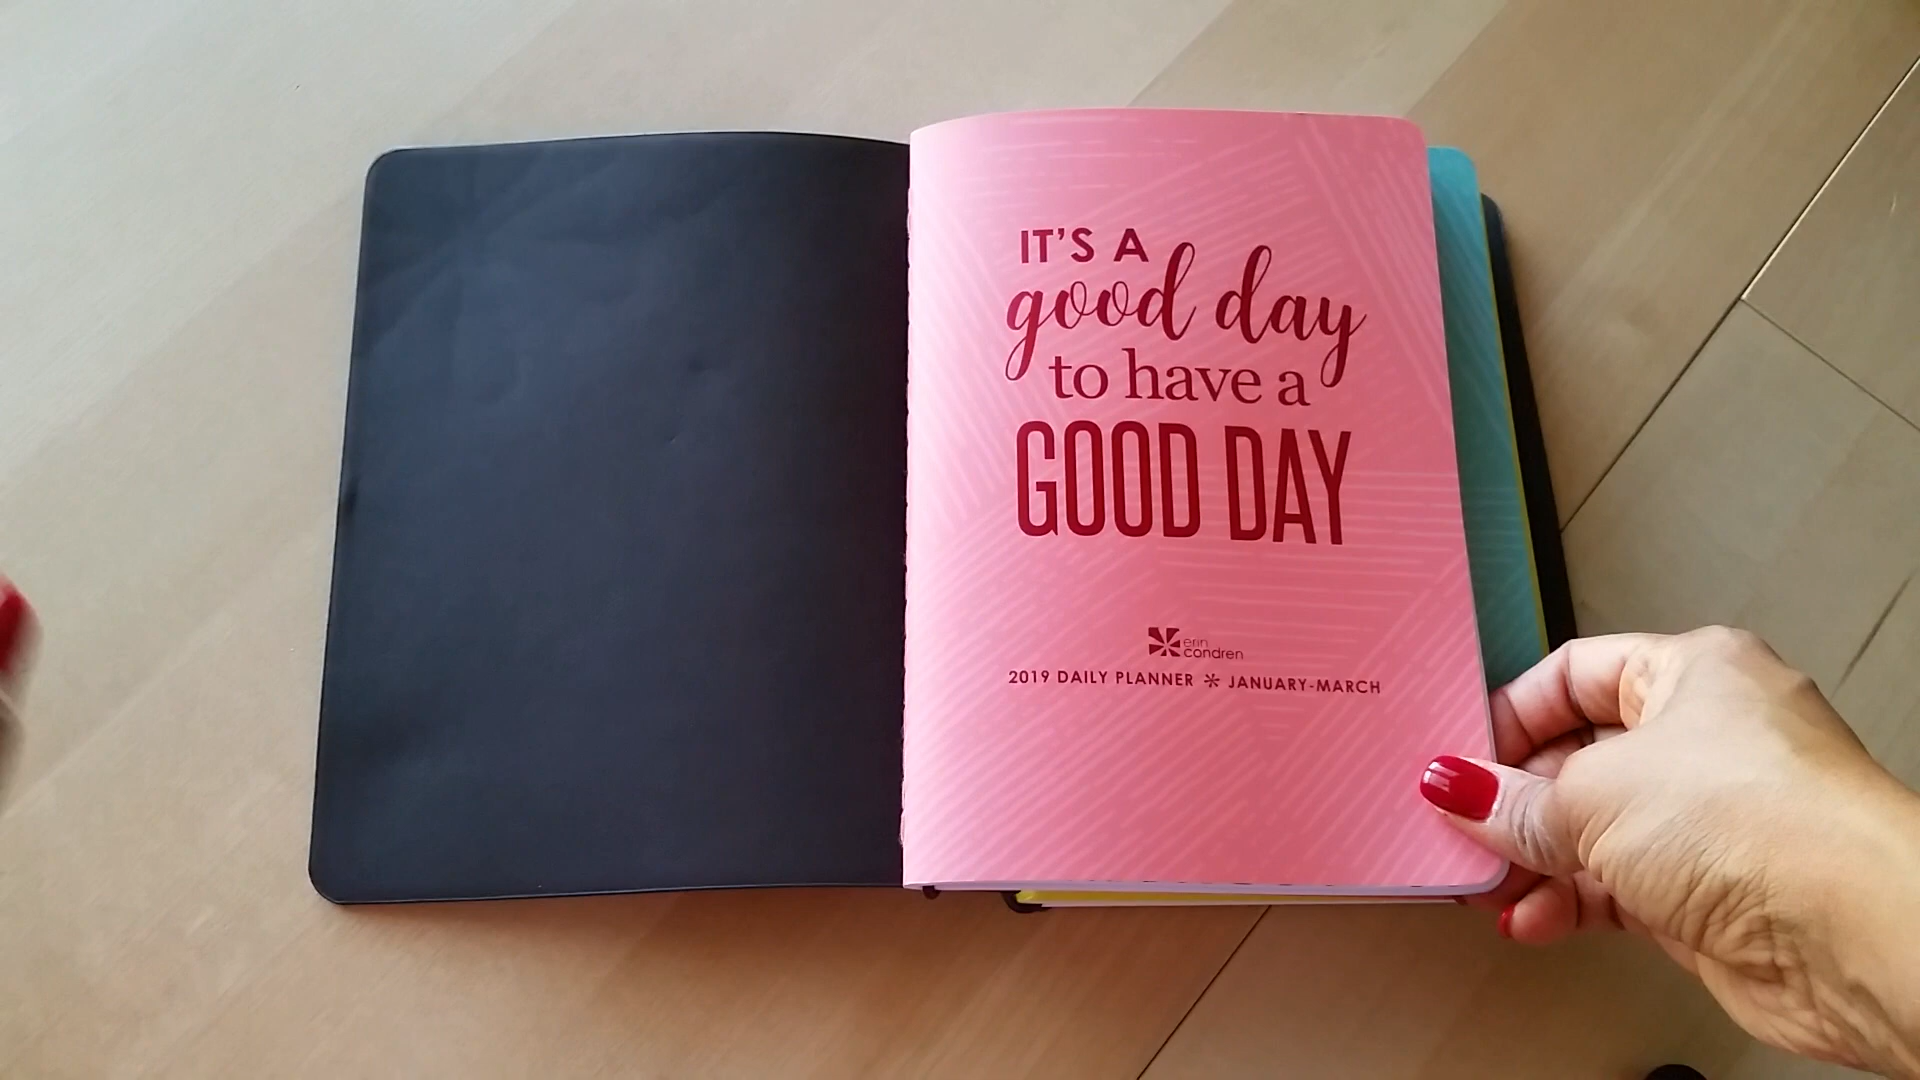 IT'S A
good day
to have a
GOOD DAY
erin
condren
2019 DAILY PLANNER * JANUARY-MARCH